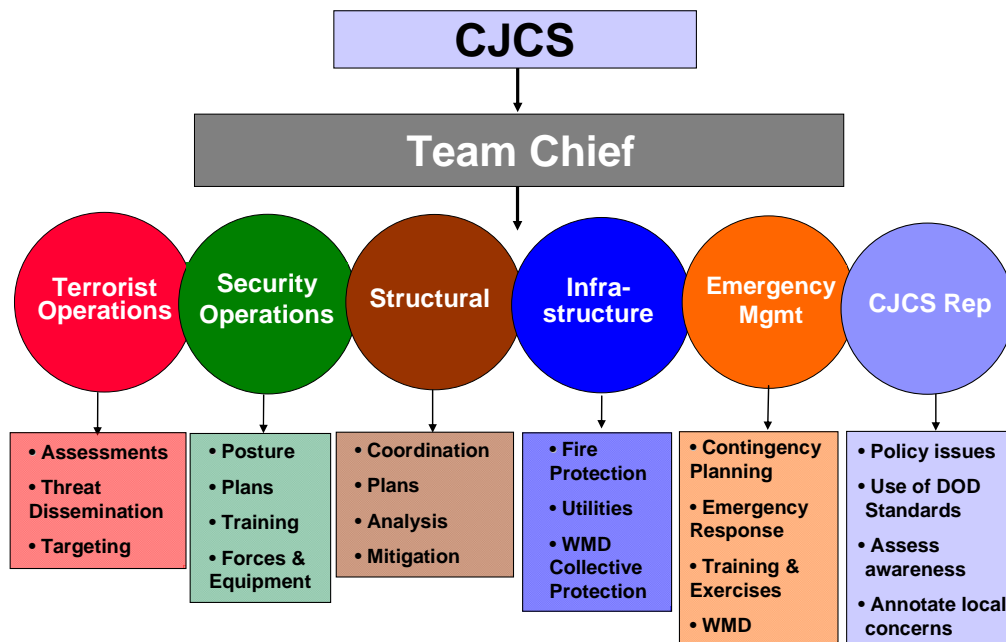 CJCS
Team Chief
Terrorist
Operations
Security
Operations
Structural
Infra-
structure
Emergency
Mgmt
CJCS Rep
• Assessments
• Threat
Dissemination
• Targeting
• Posture
• Plans
• Training
• Forces &
Equipment
• Coordination
• Plans
• Analysis
• Mitigation
• Fire
Protection
• Utilities
• WMD
Collective
Protection
• Contingency
Planning
• Emergency
Response
• Training &
Exercises
• WMD
• Policy issues
• Use of DOD
Standards
• Assess
awareness
• Annotate local
concerns